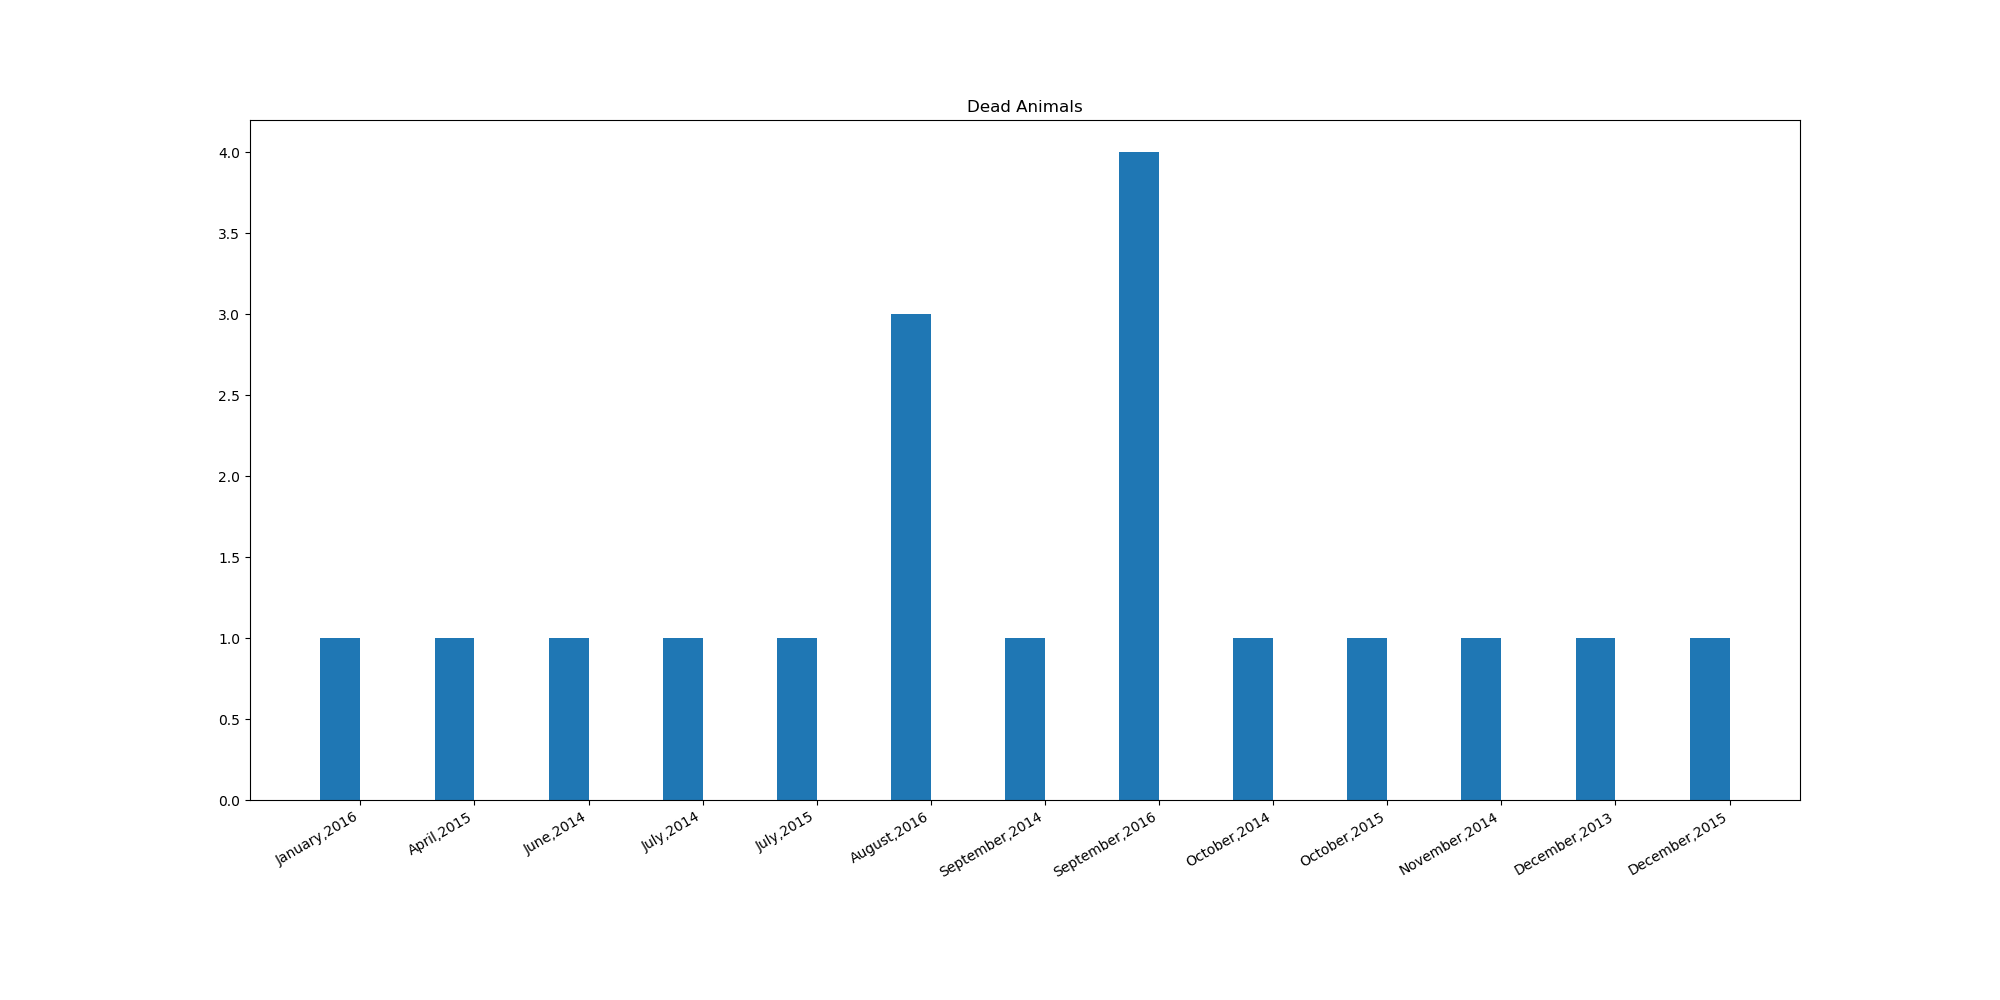 Dead Animals
4.0
3.5
3.0
2.5
2.0
1.5
1.0
0.5
0.0
January,2016
April,2015
June,2014
July,2014
July,2015
August,2016
September,2014
September,2016
October,2014
October,2015
November,2014
December,2013
December,2015